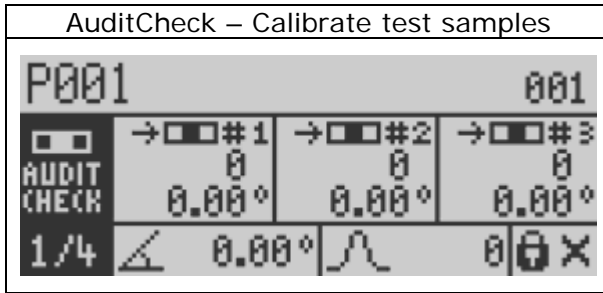 AuditCheck – Calibrate test samples
P001 001
#1 #2 #3
0 0 0
AUDIT CHECK
0.00° 0.00° 0.00°
1/4 0.00° 0